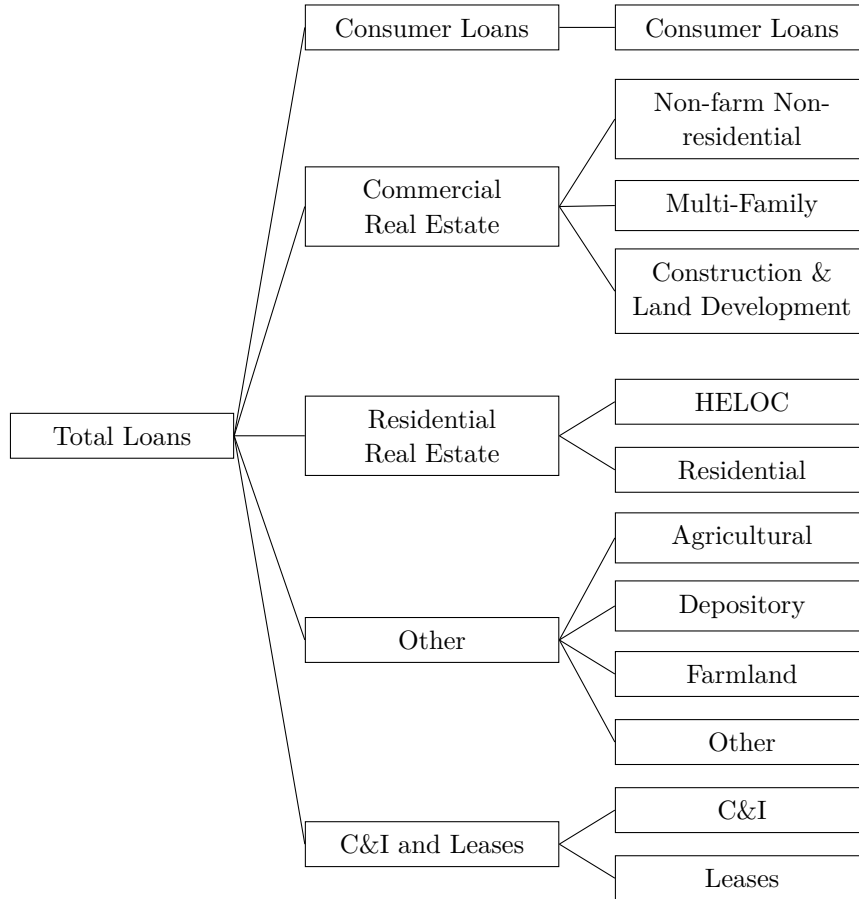 Total Loans
Consumer Loans
Consumer Loans
Commercial
Real Estate
Non-farm Non-
residential
Multi-Family
Construction &
Land Development
Residential
Real Estate
HELOC
Residential
Other
Agricultural
Depository
Farmland
Other
C&I and Leases
C&I
Leases